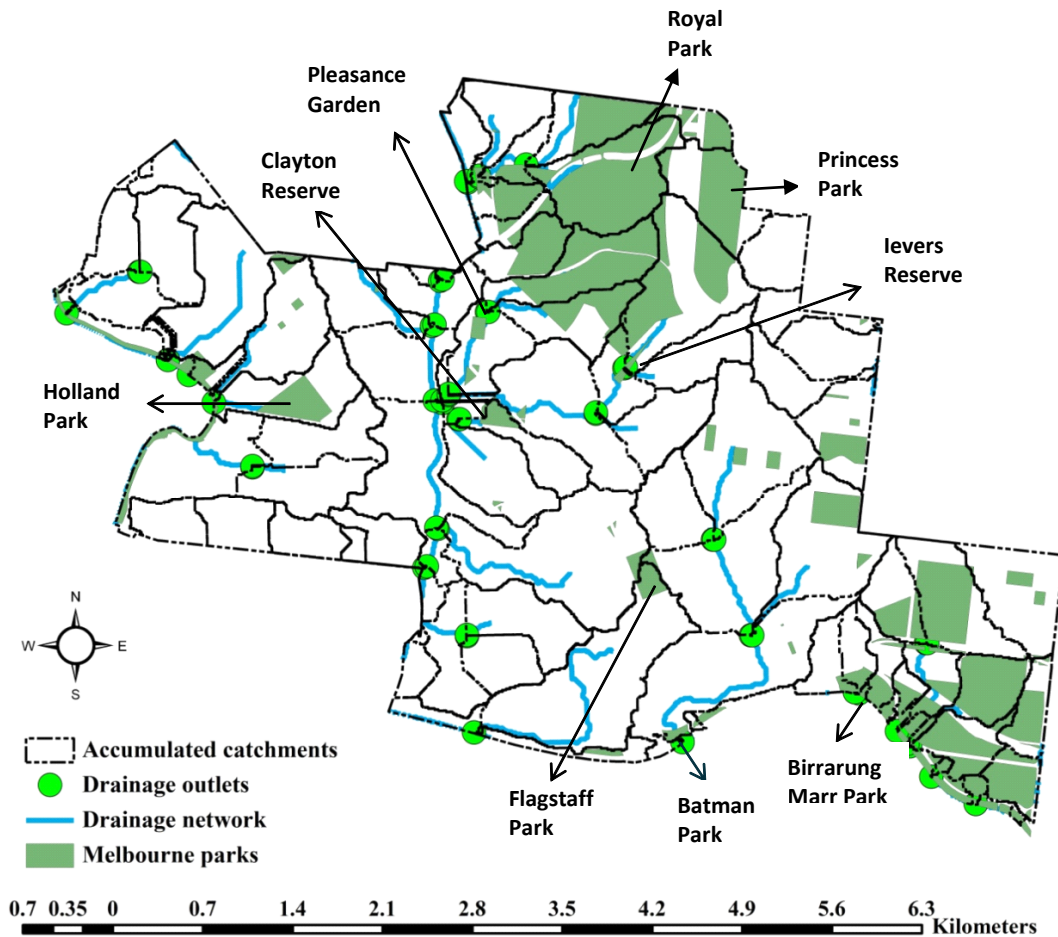 Royal
Park
Pleasance
Garden
Clayton
Reserve
Princess
Park
Ievers
Reserve
Holland
Park
N
W
E
S
Accumulated catchments
Drainage outlets
Drainage network
Melbourne parks
Flagstaff
Park
Batman
Park
Birrarung
Marr Park
0.7 0.35 0 0.7 1.4 2.1 2.8 3.5 4.2 4.9 5.6 6.3
Kilometers